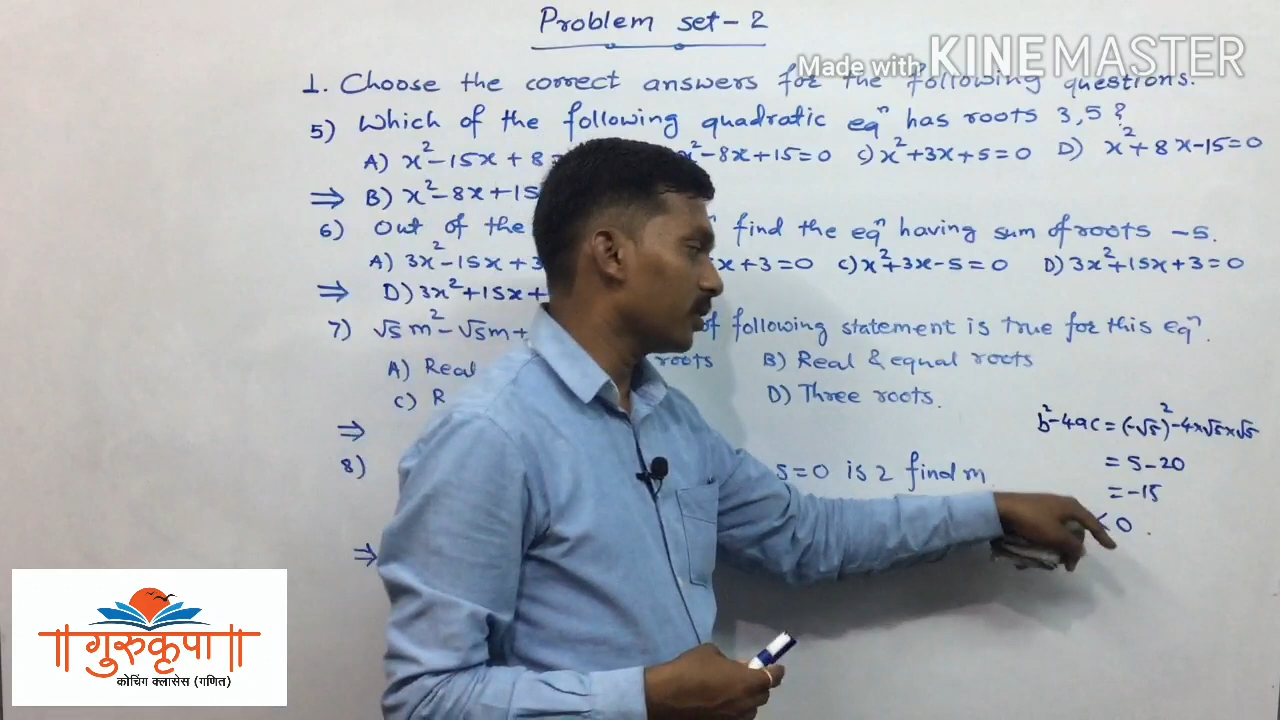 Problem set-2
Made with KINEMASTER
1. Choose the correct answers for the following questions.
5) Which of the following quadratic eqⁿ has roots 3,5?
A) x²-15x+8 x²-8x+15=0 C) x²+3x+5=0 D) x²+8x-15=0
⇒ B) x²-8x+15
6) Out of the find the eqⁿ having sum of roots -5.
A) 3x²-15x+3 x+3=0 C) x²+3x-5=0 D) 3x²+15x+3=0
⇒ D) 3x²+15x+
7) √5m²-√5m+ of following statement is true for this eqⁿ.
A) Real roots B) Real & equal roots
C) R D) Three roots.
⇒
b²-4ac=(-√5)²-4×√5×√5
=5-20
=-15
<0.
8) 5=0 is 2 find m
⇒
॥गुरुकृपा॥
कोचिंग क्लासेस (गणित)